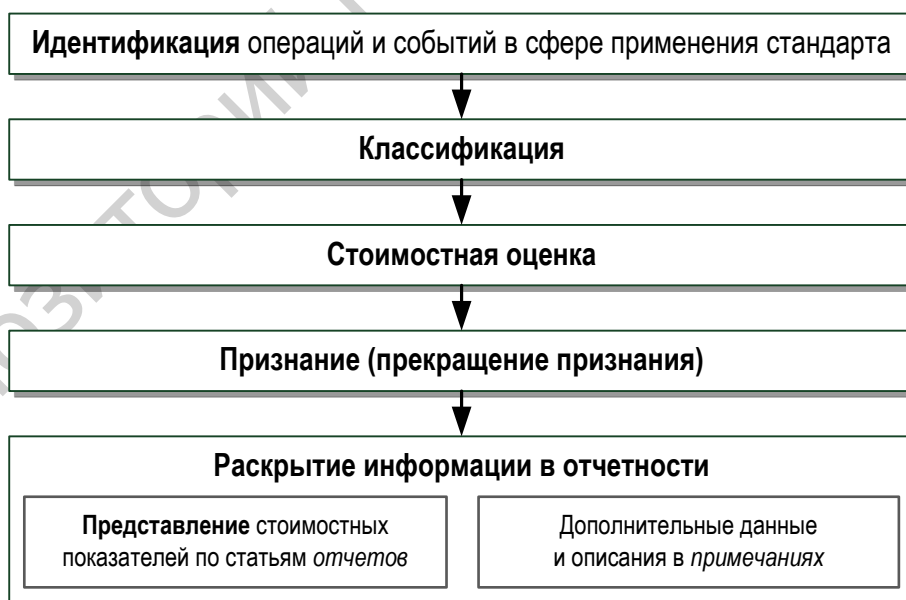 Идентификация операций и событий в сфере применения стандарта
Классификация
Стоимостная оценка
Признание (прекращение признания)
Раскрытие информации в отчетности
Представление стоимостных
показателей по статьям отчетов
Дополнительные данные
и описания в примечаниях